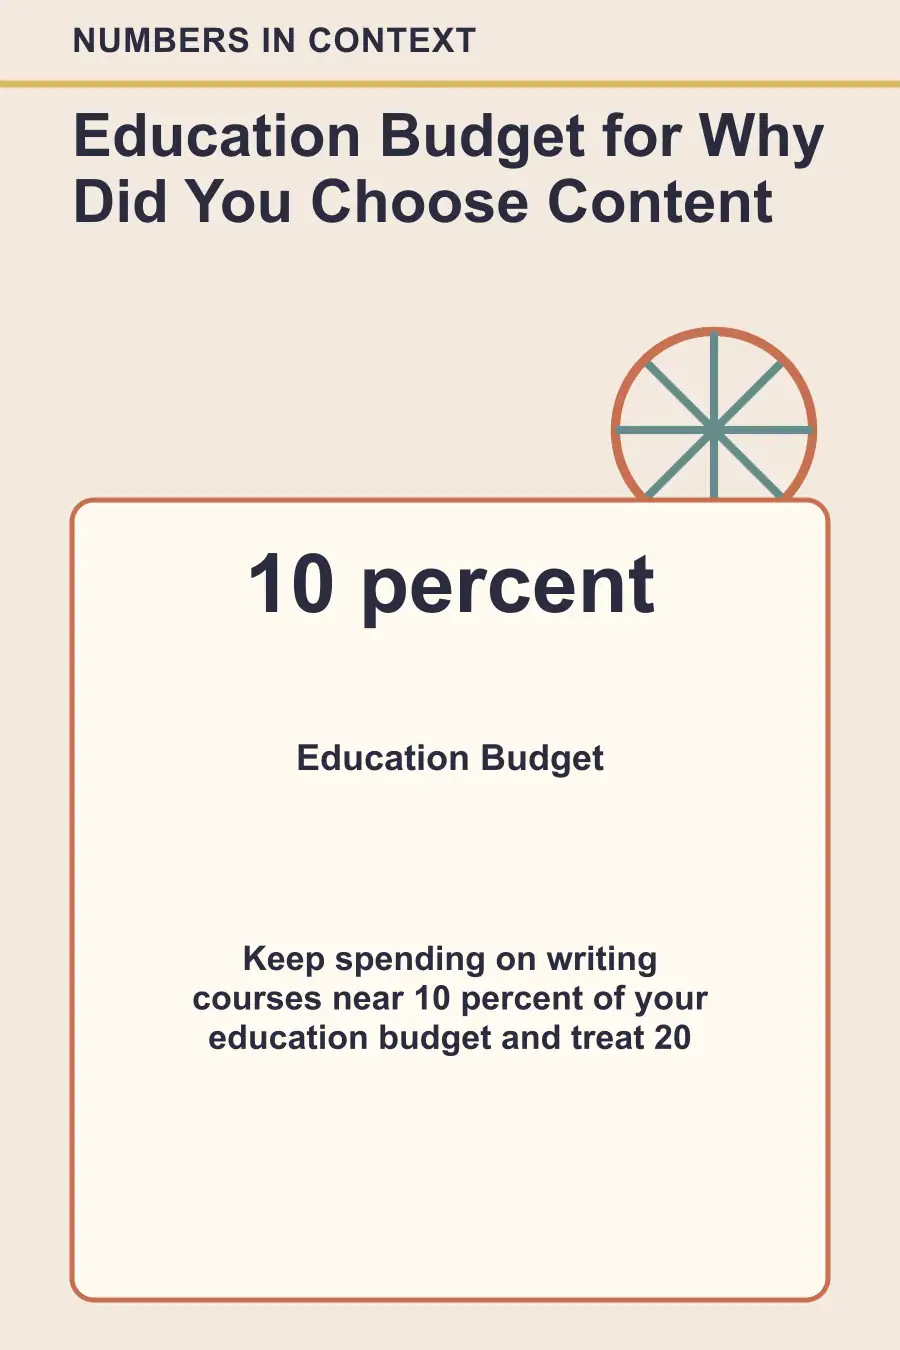 NUMBERS IN CONTEXT
Education Budget for Why
Did You Choose Content
10 percent
Education Budget
Keep spending on writing
courses near 10 percent of your
education budget and treat 20